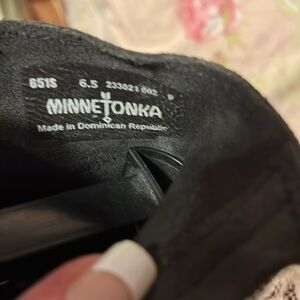 651S 6.5 233021 002 P
MINNETONKA
Made in Dominican Republic